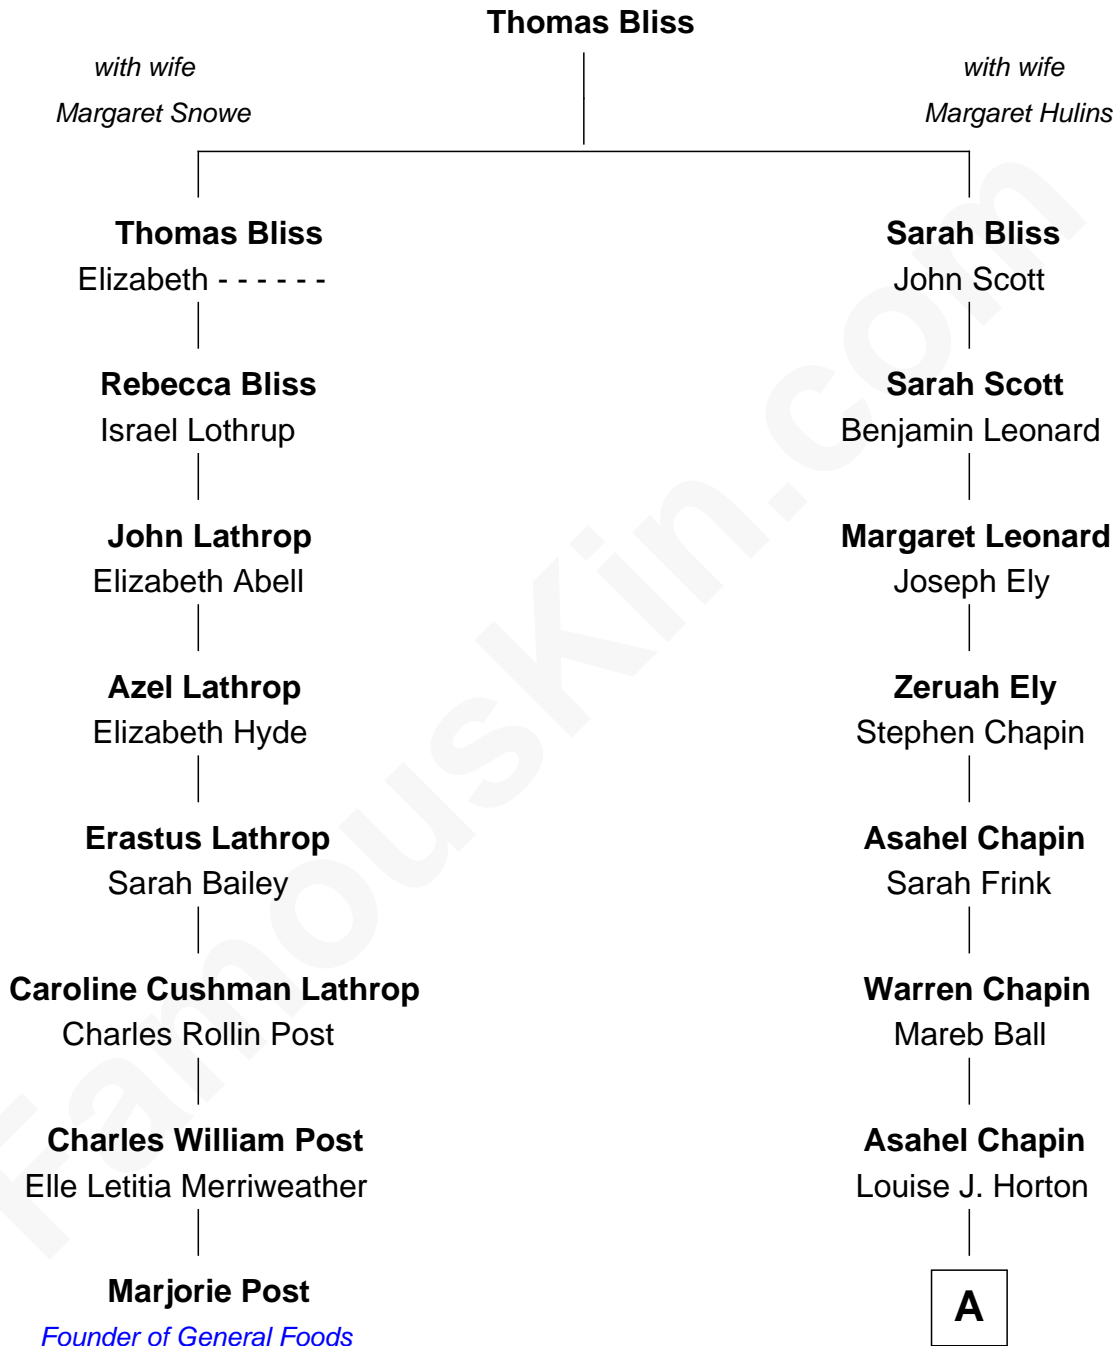 Thomas Bliss
with wife
Margaret Snowe
with wife
Margaret Hulins
Thomas Bliss
Elizabeth - - - - - -
Sarah Bliss
John Scott
Rebecca Bliss
Israel Lothrup
Sarah Scott
Benjamin Leonard
John Lathrop
Elizabeth Abell
Margaret Leonard
Joseph Ely
Azel Lathrop
Elizabeth Hyde
Zeruah Ely
Stephen Chapin
Erastus Lathrop
Sarah Bailey
Asahel Chapin
Sarah Frink
Caroline Cushman Lathrop
Charles Rollin Post
Warren Chapin
Mareb Ball
Charles William Post
Elle Letitia Merriweather
Asahel Chapin
Louise J. Horton
Marjorie Post
Founder of General Foods
A
FamousKin.com